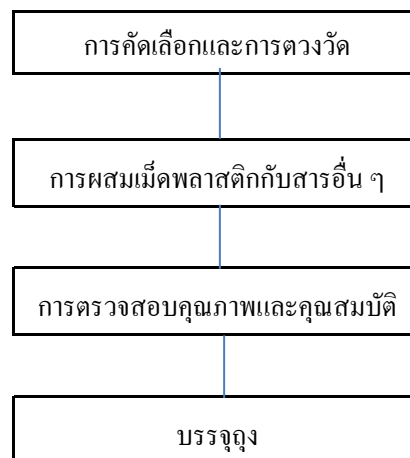 การคัดเลือกและการตวงวัด
การผสมเม็ดพลาสติกกับสารอื่น ๆ
การตรวจสอบคุณภาพและคุณสมบัติ
บรรจุถุง